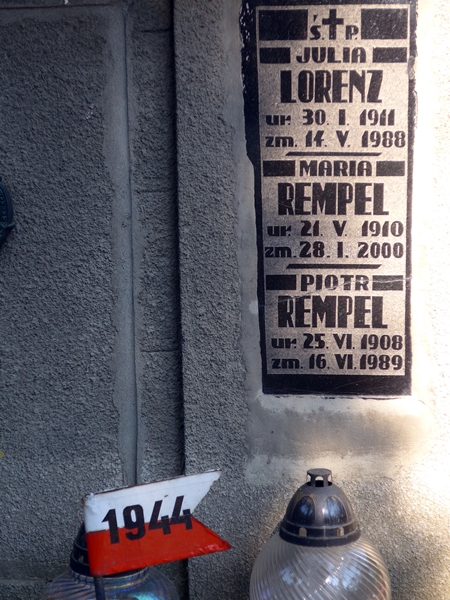 Ś. P.
JULIA
LORENZ
ur. 30. I. 1911
zm. 14. V. 1988
MARIA
REMPEL
ur. 21. V. 1910
zm. 28. I. 2000
PIOTR
REMPEL
ur. 25. VI. 1908
zm. 16. VI. 1989
1944